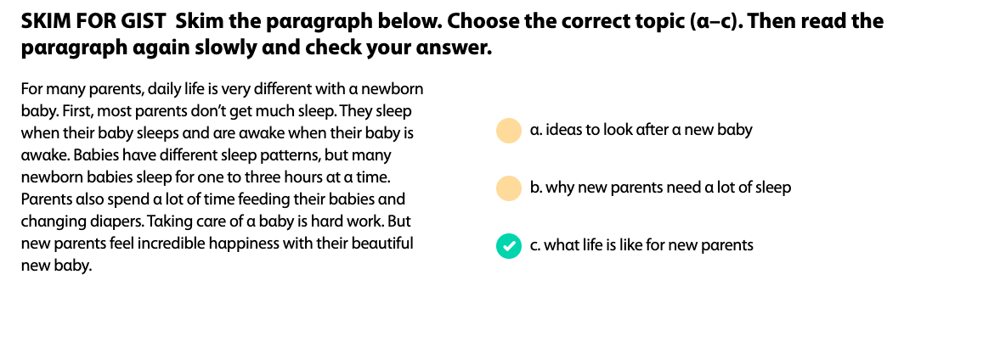 SKIM FOR GIST  Skim the paragraph below. Choose the correct topic (a–c). Then read the
paragraph again slowly and check your answer.
For many parents, daily life is very different with a newborn
baby. First, most parents don't get much sleep. They sleep
when their baby sleeps and are awake when their baby is
awake. Babies have different sleep patterns, but many
newborn babies sleep for one to three hours at a time.
Parents also spend a lot of time feeding their babies and
changing diapers. Taking care of a baby is hard work. But
new parents feel incredible happiness with their beautiful
new baby.
a. ideas to look after a new baby
b. why new parents need a lot of sleep
c. what life is like for new parents